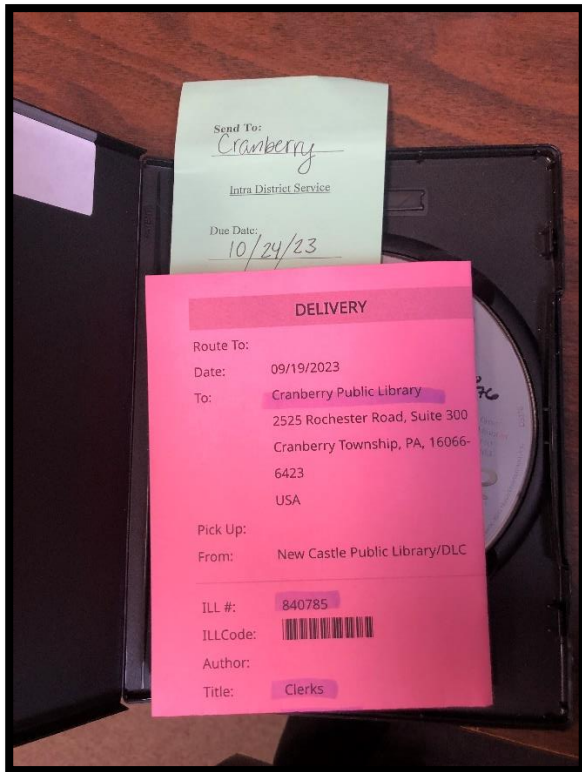 Send To:
Cranberry
Intra District Service
Due Date:
10/24/23
DELIVERY
Route To:
Date: 09/19/2023
To: Cranberry Public Library
2525 Rochester Road, Suite 300
Cranberry Township, PA, 16066-
6423
USA
Pick Up:
From: New Castle Public Library/DLC
ILL #: 840785
ILLCode:
Author:
Title: Clerks